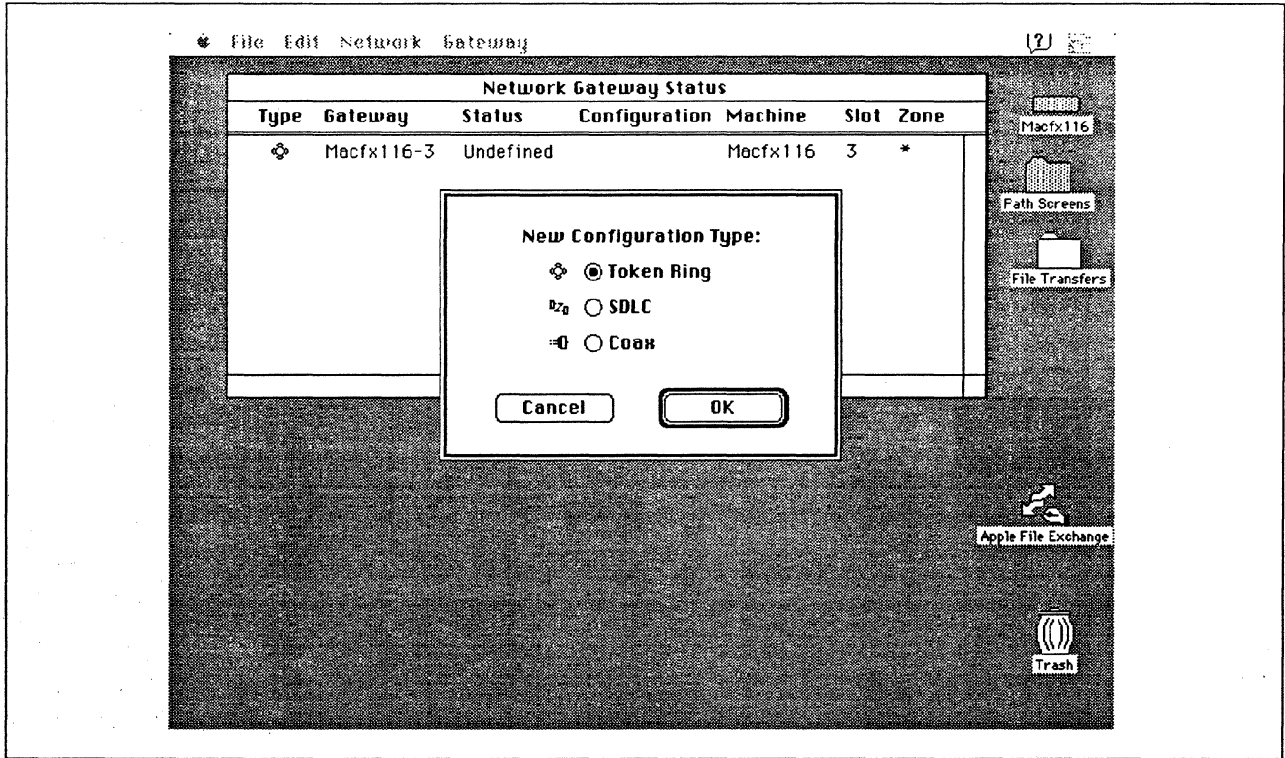 File Edit Network Gateway
Network Gateway Status
Type Gateway Status Configuration Machine Slot Zone
Macfx116-3 Undefined Macfx116 3 *
New Configuration Type:
Token Ring
SDLC
Coax
Cancel OK
Macfx116
Path Screens
File Transfers
Apple File Exchange
Trash